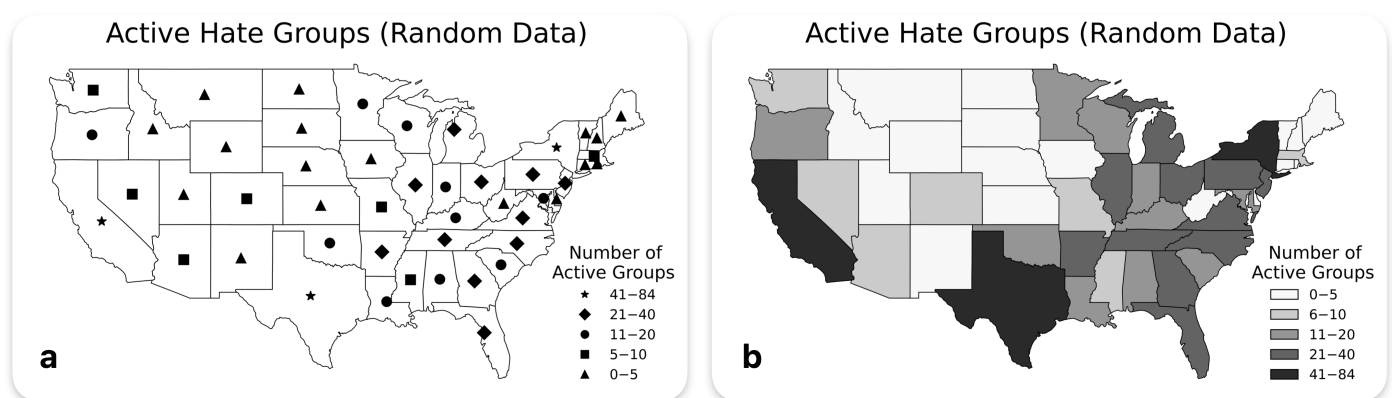 Active Hate Groups (Random Data)
Number of
Active Groups
41−84
21−40
11−20
5−10
0−5
a
Active Hate Groups (Random Data)
Number of
Active Groups
0−5
6−10
11−20
21−40
41−84
b